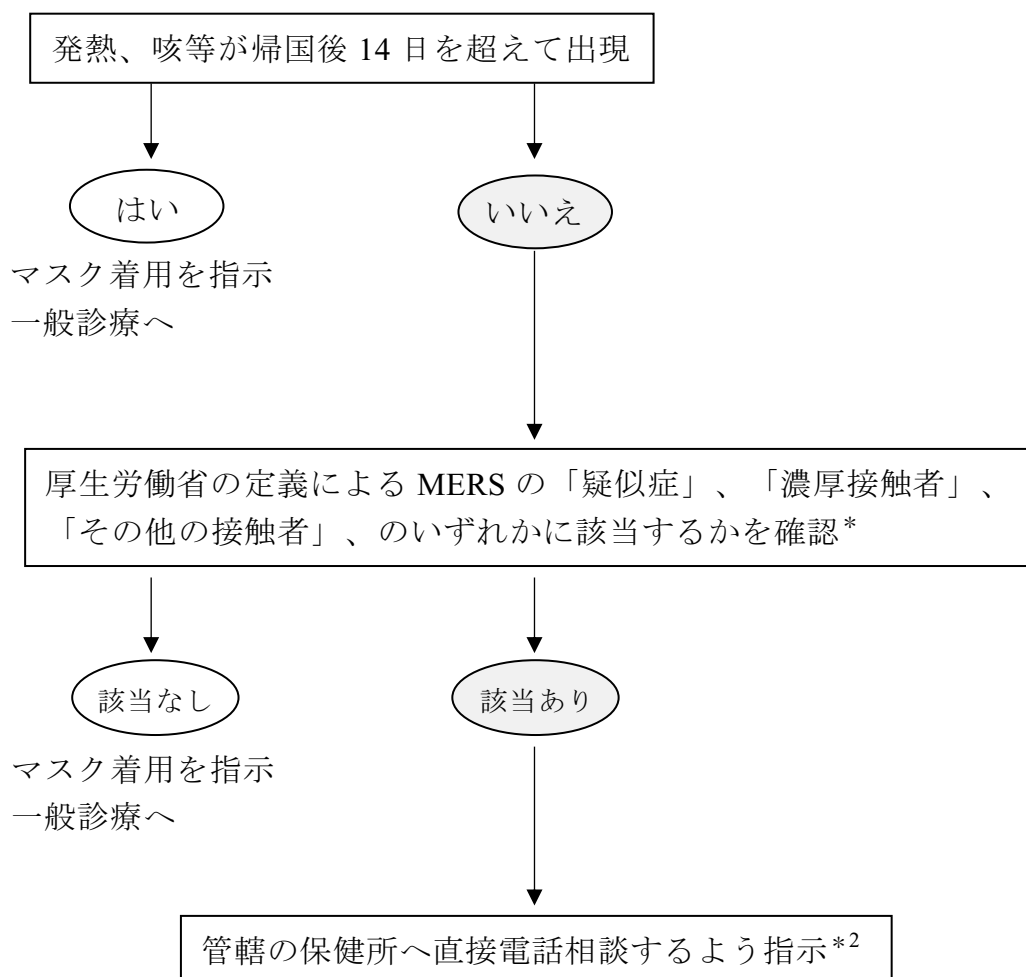 発熱、咳等が帰国後 14 日を超えて出現
はい
いいえ
マスク着用を指示
一般診療へ
厚生労働省の定義による MERS の「疑似症」、「濃厚接触者」、
「その他の接触者」、のいずれかに該当するかを確認*
該当なし
該当あり
マスク着用を指示
一般診療へ
管轄の保健所へ直接電話相談するよう指示*2